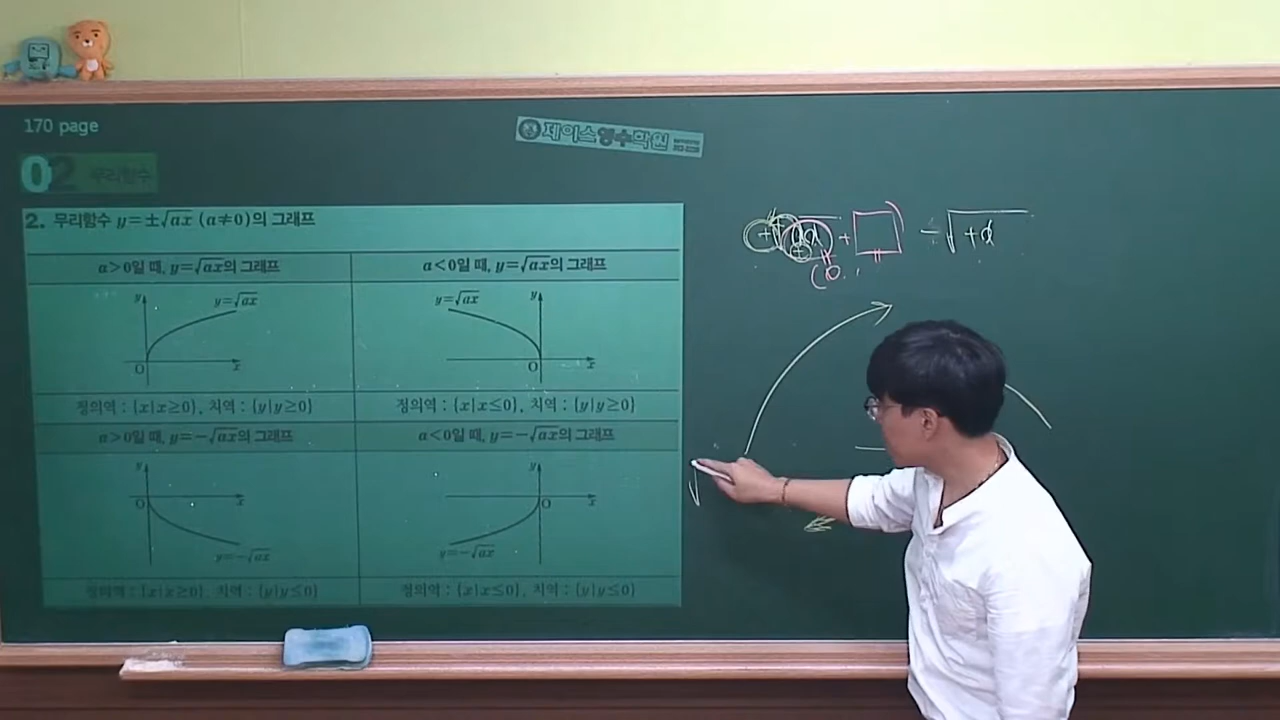 170 page
제이스영수학원
02 무리함수
2. 무리함수 y=±√ax (a≠0)의 그래프
a>0일 때, y=√ax의 그래프
a<0일 때, y=√ax의 그래프
y
y=√ax
O
x
y=√ax
y
O
x
정의역 : {x|x≥0}, 치역 : {y|y≥0}
정의역 : {x|x≤0}, 치역 : {y|y≥0}
a>0일 때, y=-√ax의 그래프
a<0일 때, y=-√ax의 그래프
y
O
x
y=-√ax
y
O
x
y=-√ax
정의역 : {x|x≥0}, 치역 : {y|y≤0}
정의역 : {x|x≤0}, 치역 : {y|y≤0}